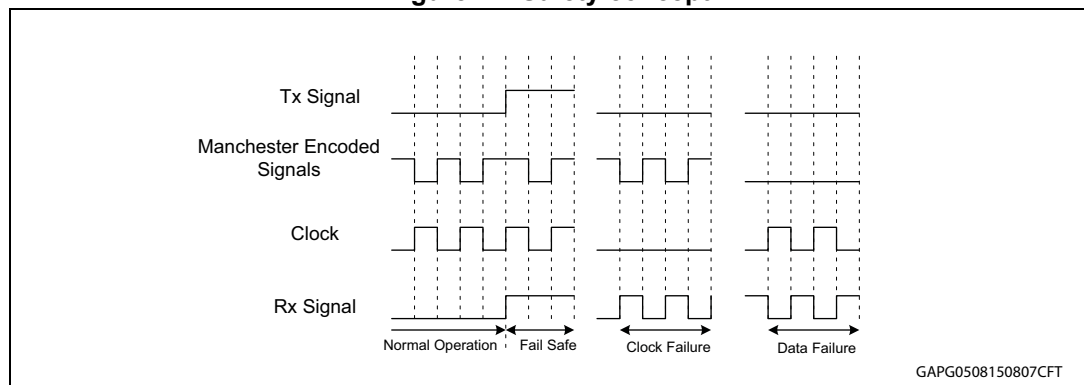 Tx Signal
Manchester Encoded
Signals
Clock
Rx Signal
Normal Operation
Fail Safe
Clock Failure
Data Failure
GAPG0508150807CFT